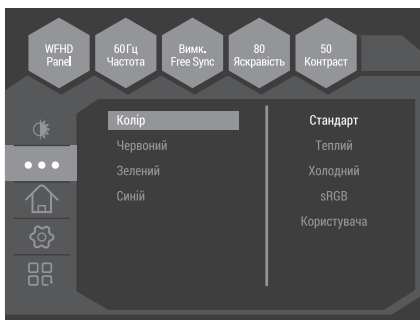 WFHD
Panel
60 Гц
Частота
Вимк.
Free Sync
80
Яскравість
50
Контраст
Колір
Червоний
Зелений
Синій
Стандарт
Теплий
Холодний
sRGB
Користувача